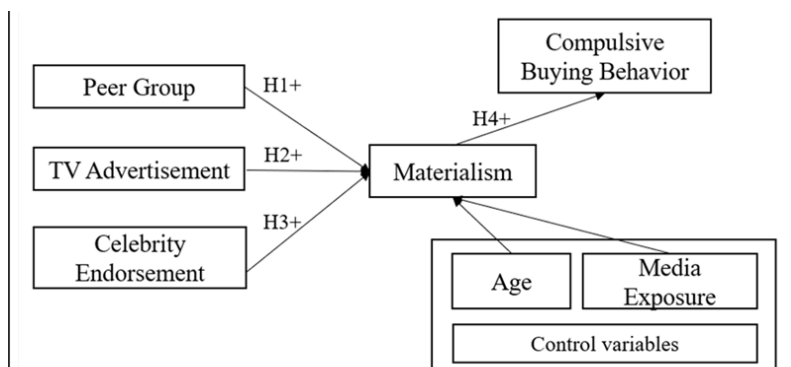 Compulsive
Buying Behavior
Peer Group
H1+
H4+
TV Advertisement
H2+
Materialism
H3+
Celebrity
Endorsement
Age
Media
Exposure
Control variables